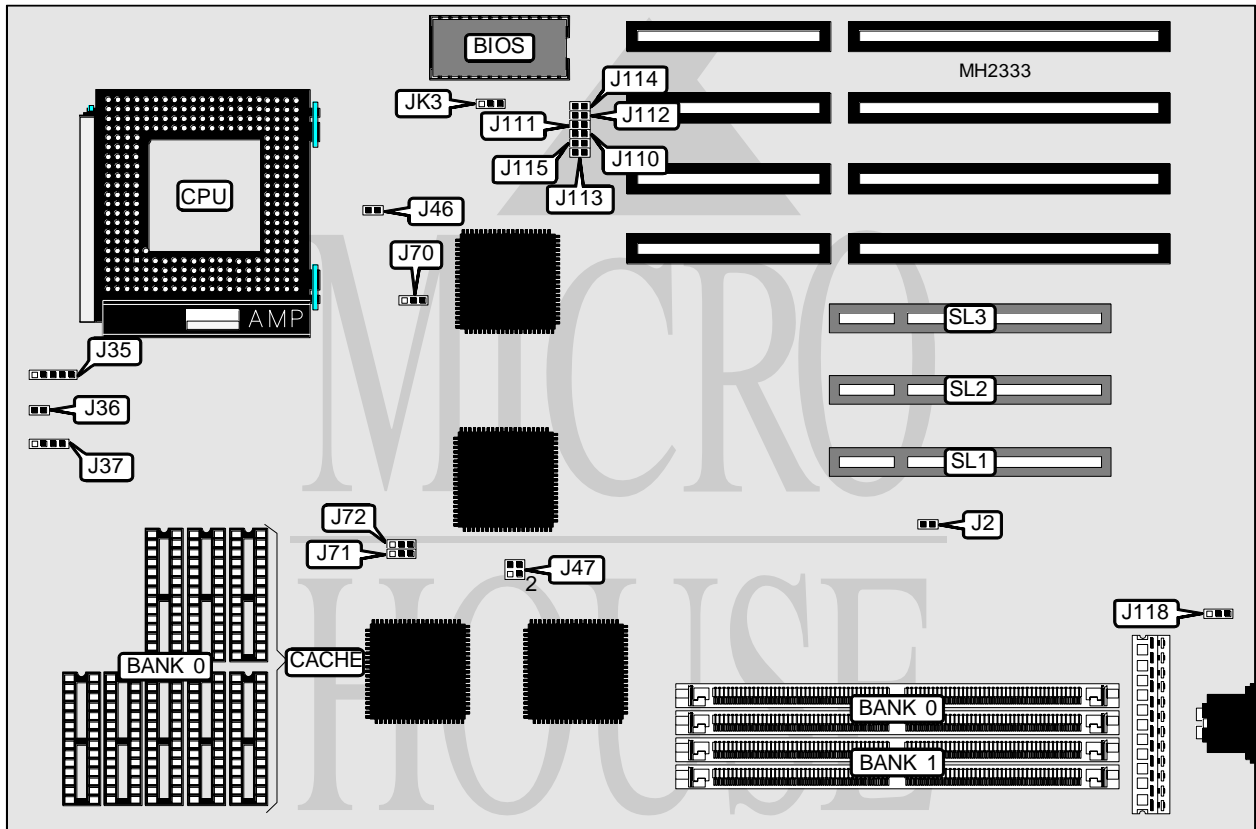 BIOS
MH2333
J114
JK3
J112
J111
J110
J115
J113
CPU
J46
J70
AMP
SL3
J35
SL2
J36
SL1
J37
J2
J72
J71
J47
2
J118
BANK 0
CACHE
BANK 0
BANK 1
MICRO
HOUSE